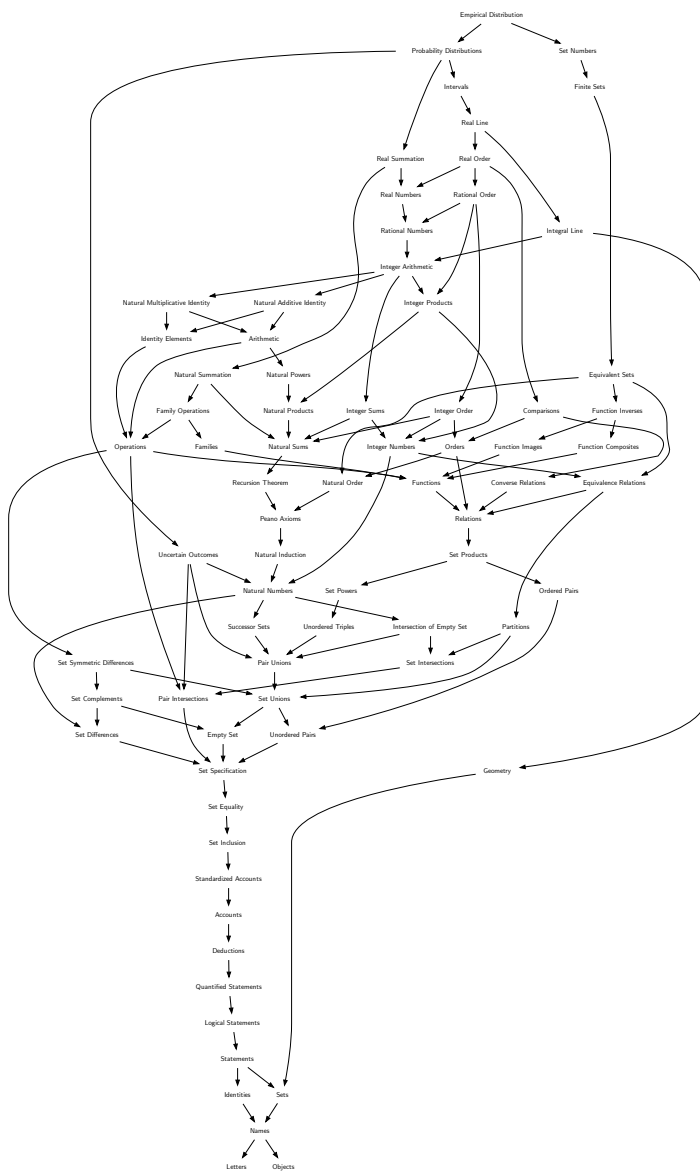 Empirical Distribution
Probability Distributions
Set Numbers
Intervals
Finite Sets
Real Line
Real Summation
Real Order
Real Numbers
Rational Order
Rational Numbers
Integral Line
Integer Arithmetic
Natural Multiplicative Identity
Natural Additive Identity
Integer Products
Identity Elements
Arithmetic
Natural Summation
Natural Powers
Equivalent Sets
Family Operations
Natural Products
Integer Sums
Integer Order
Comparisons
Function Inverses
Operations
Families
Natural Sums
Integer Numbers
Orders
Function Images
Function Composites
Recursion Theorem
Natural Order
Functions
Converse Relations
Equivalence Relations
Peano Axioms
Relations
Uncertain Outcomes
Natural Induction
Set Products
Natural Numbers
Set Powers
Ordered Pairs
Successor Sets
Unordered Triples
Intersection of Empty Set
Partitions
Set Symmetric Differences
Pair Unions
Set Intersections
Set Complements
Pair Intersections
Set Unions
Set Differences
Empty Set
Unordered Pairs
Set Specification
Geometry
Set Equality
Set Inclusion
Standardized Accounts
Accounts
Deductions
Quantified Statements
Logical Statements
Statements
Identities
Sets
Names
Letters
Objects